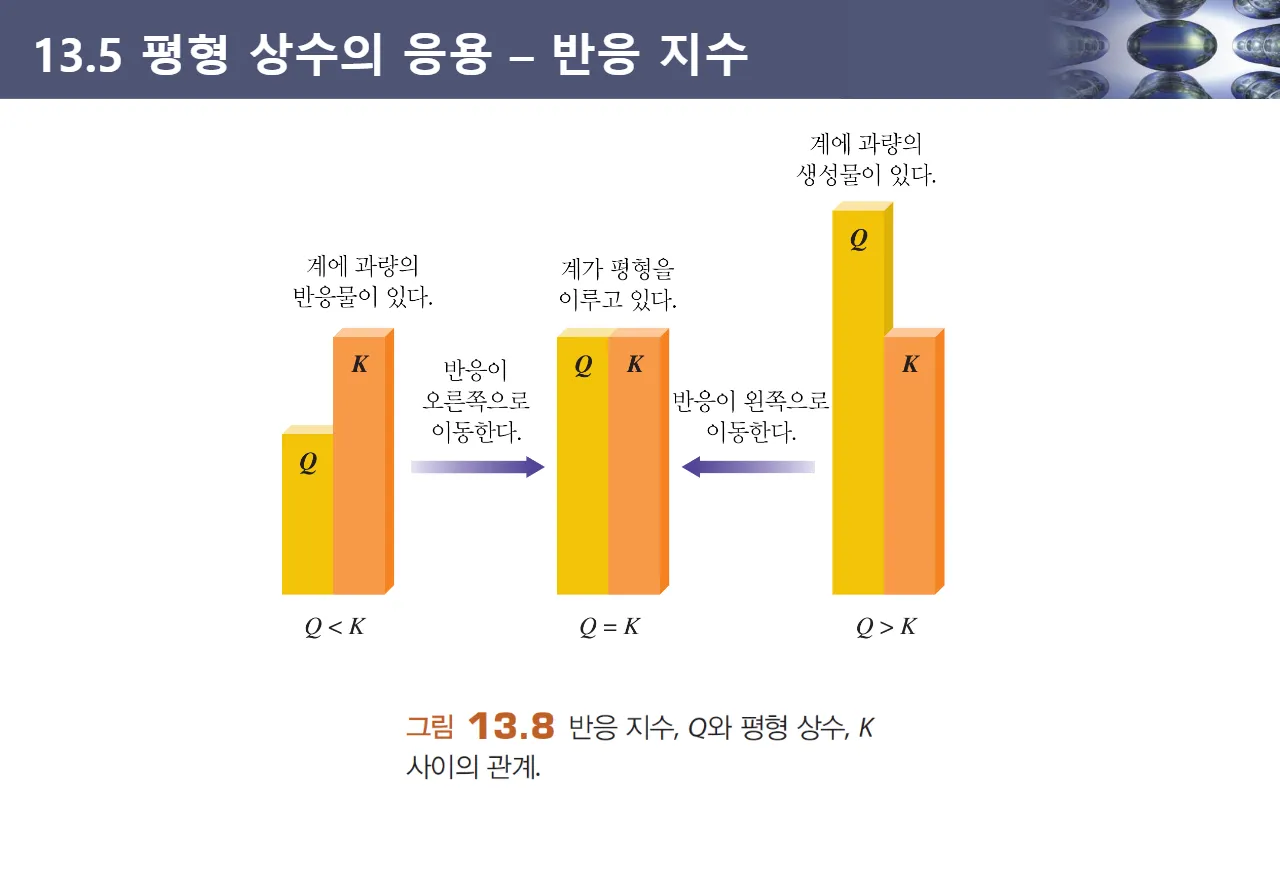 13.5 평형 상수의 응용 – 반응 지수
계에 과량의
반응물이 있다.
K
Q
Q < K
반응이
오른쪽으로
이동한다.
계가 평형을
이루고 있다.
Q
K
Q = K
반응이 왼쪽으로
이동한다.
계에 과량의
생성물이 있다.
Q
K
Q > K
그림 13.8 반응 지수, Q와 평형 상수, K
사이의 관계.